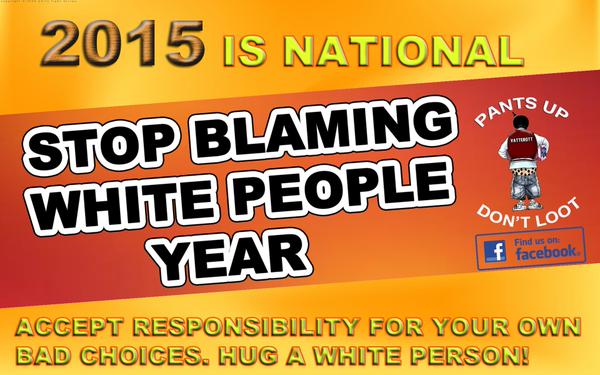 2015 IS NATIONAL
STOP BLAMING
WHITE PEOPLE
YEAR
PANTS UP
HATTEROTT
DON'T LOOT
f Find us on:
facebook
ACCEPT RESPONSIBILITY FOR YOUR OWN
BAD CHOICES. HUG A WHITE PERSON!